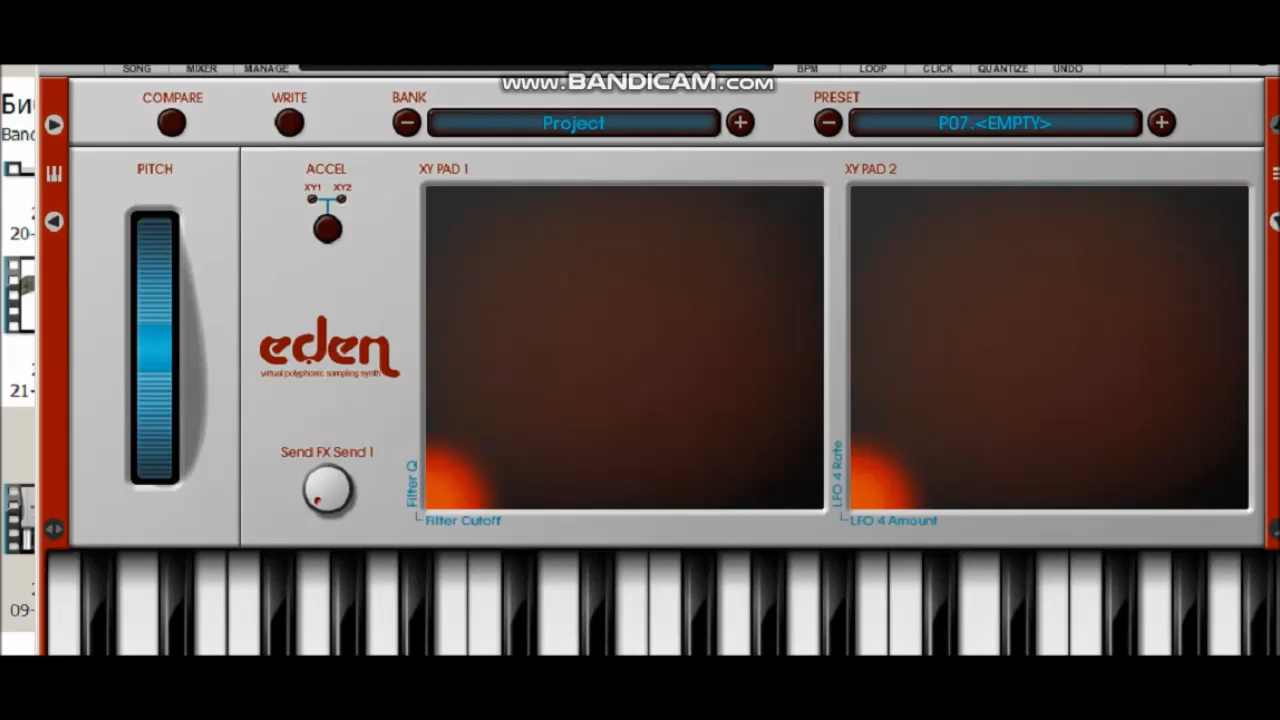 SONG MIXER MANAGE BPM LOOP CLICK QUANTIZE UNDO
www.BANDICAM.com
COMPARE WRITE BANK PRESET
Project P07.<EMPTY>
PITCH ACCEL XY PAD 1 XY PAD 2
XY1 XY2
20-
eden
virtual polyphonic sampling synth
21-
Send FX Send 1
Filter Q
LFO 4 Rate
Filter Cutoff LFO 4 Amount
09-